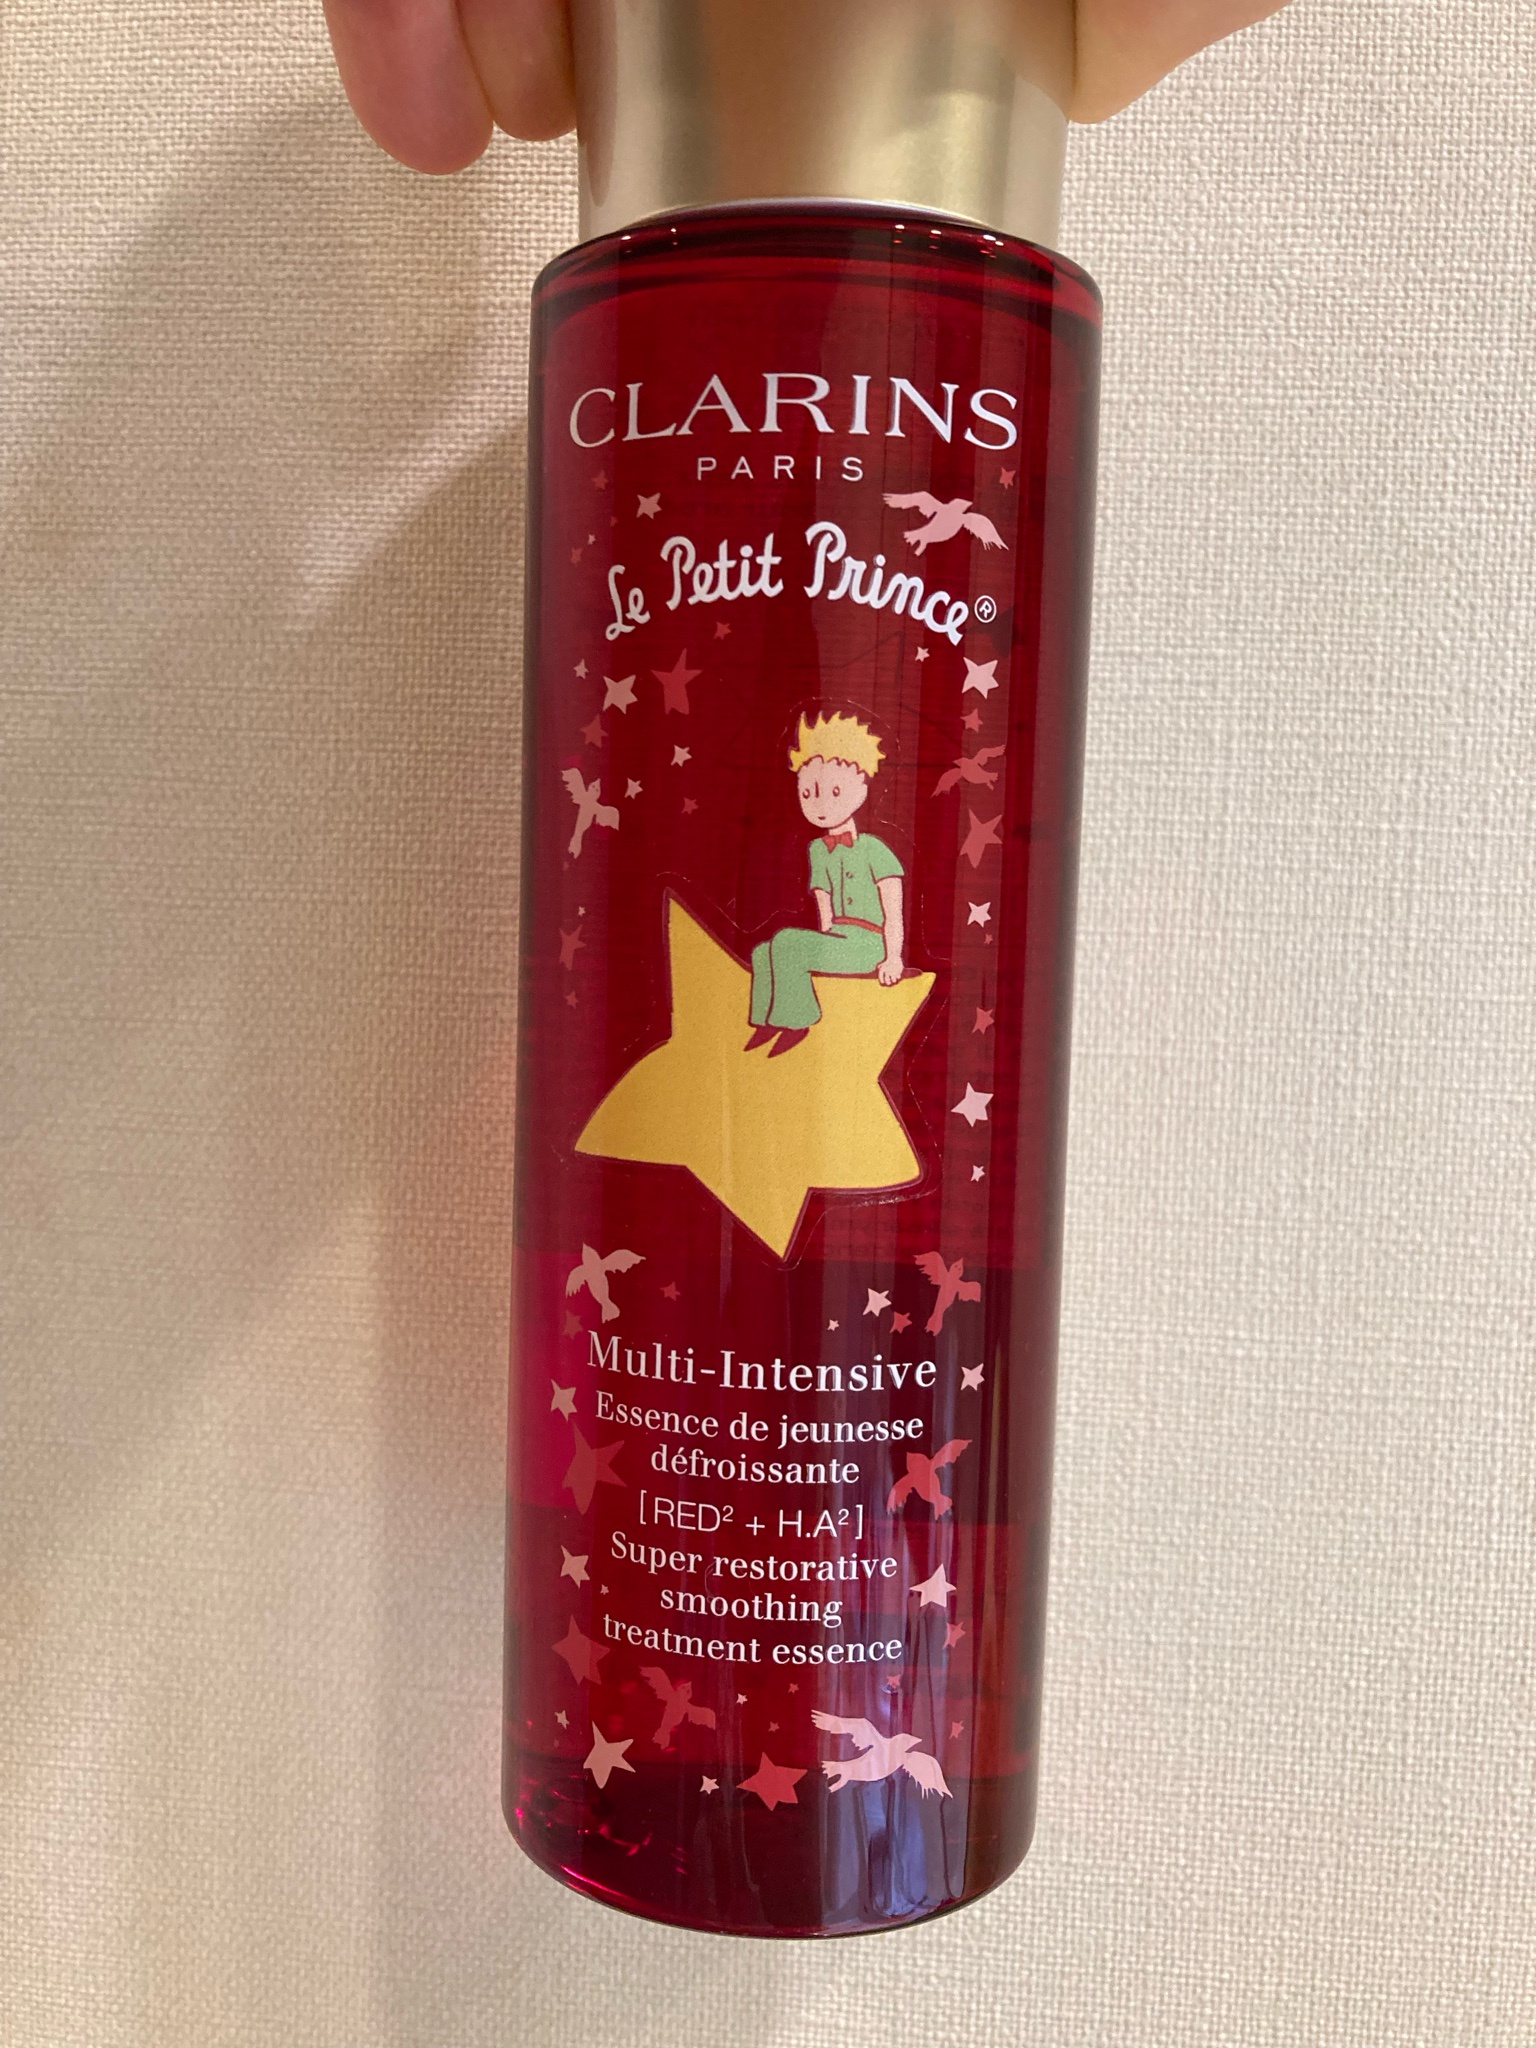 CLARINS
PARIS
Le Petit Prince®
Multi-Intensive
Essence de jeunesse
défroissante
[RED² + H.A²]
Super restorative
smoothing
treatment essence